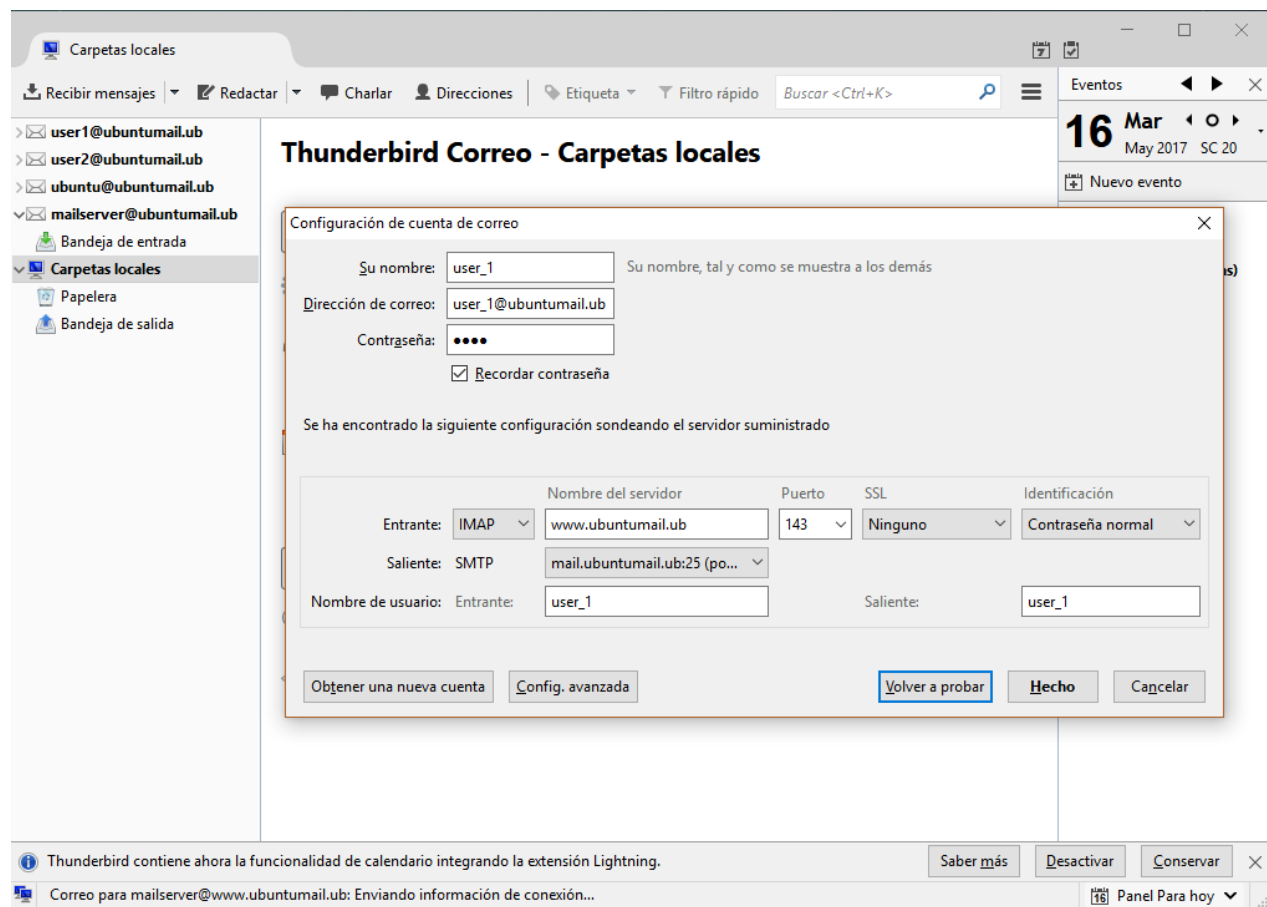 Carpetas locales
Recibir mensajes Redactar Charlar Direcciones Etiqueta Filtro rápido Buscar <Ctrl+K>
Eventos
16 Mar
May 2017 SC 20
Nuevo evento
user1@ubuntumail.ub
user2@ubuntumail.ub
ubuntu@ubuntumail.ub
mailserver@ubuntumail.ub
Bandeja de entrada
Carpetas locales
Papelera
Bandeja de salida
Thunderbird Correo - Carpetas locales
Configuración de cuenta de correo
Su nombre: user_1 Su nombre, tal y como se muestra a los demás
Dirección de correo: user_1@ubuntumail.ub
Contraseña: ••••
Recordar contraseña
Se ha encontrado la siguiente configuración sondeando el servidor suministrado
Nombre del servidor Puerto SSL Identificación
Entrante: IMAP www.ubuntumail.ub 143 Ninguno Contraseña normal
Saliente: SMTP mail.ubuntumail.ub:25 (po...
Nombre de usuario: Entrante: user_1 Saliente: user_1
Obtener una nueva cuenta Config. avanzada Volver a probar Hecho Cancelar
Thunderbird contiene ahora la funcionalidad de calendario integrando la extensión Lightning. Saber más Desactivar Conservar
Correo para mailserver@www.ubuntumail.ub: Enviando información de conexión... 16 Panel Para hoy